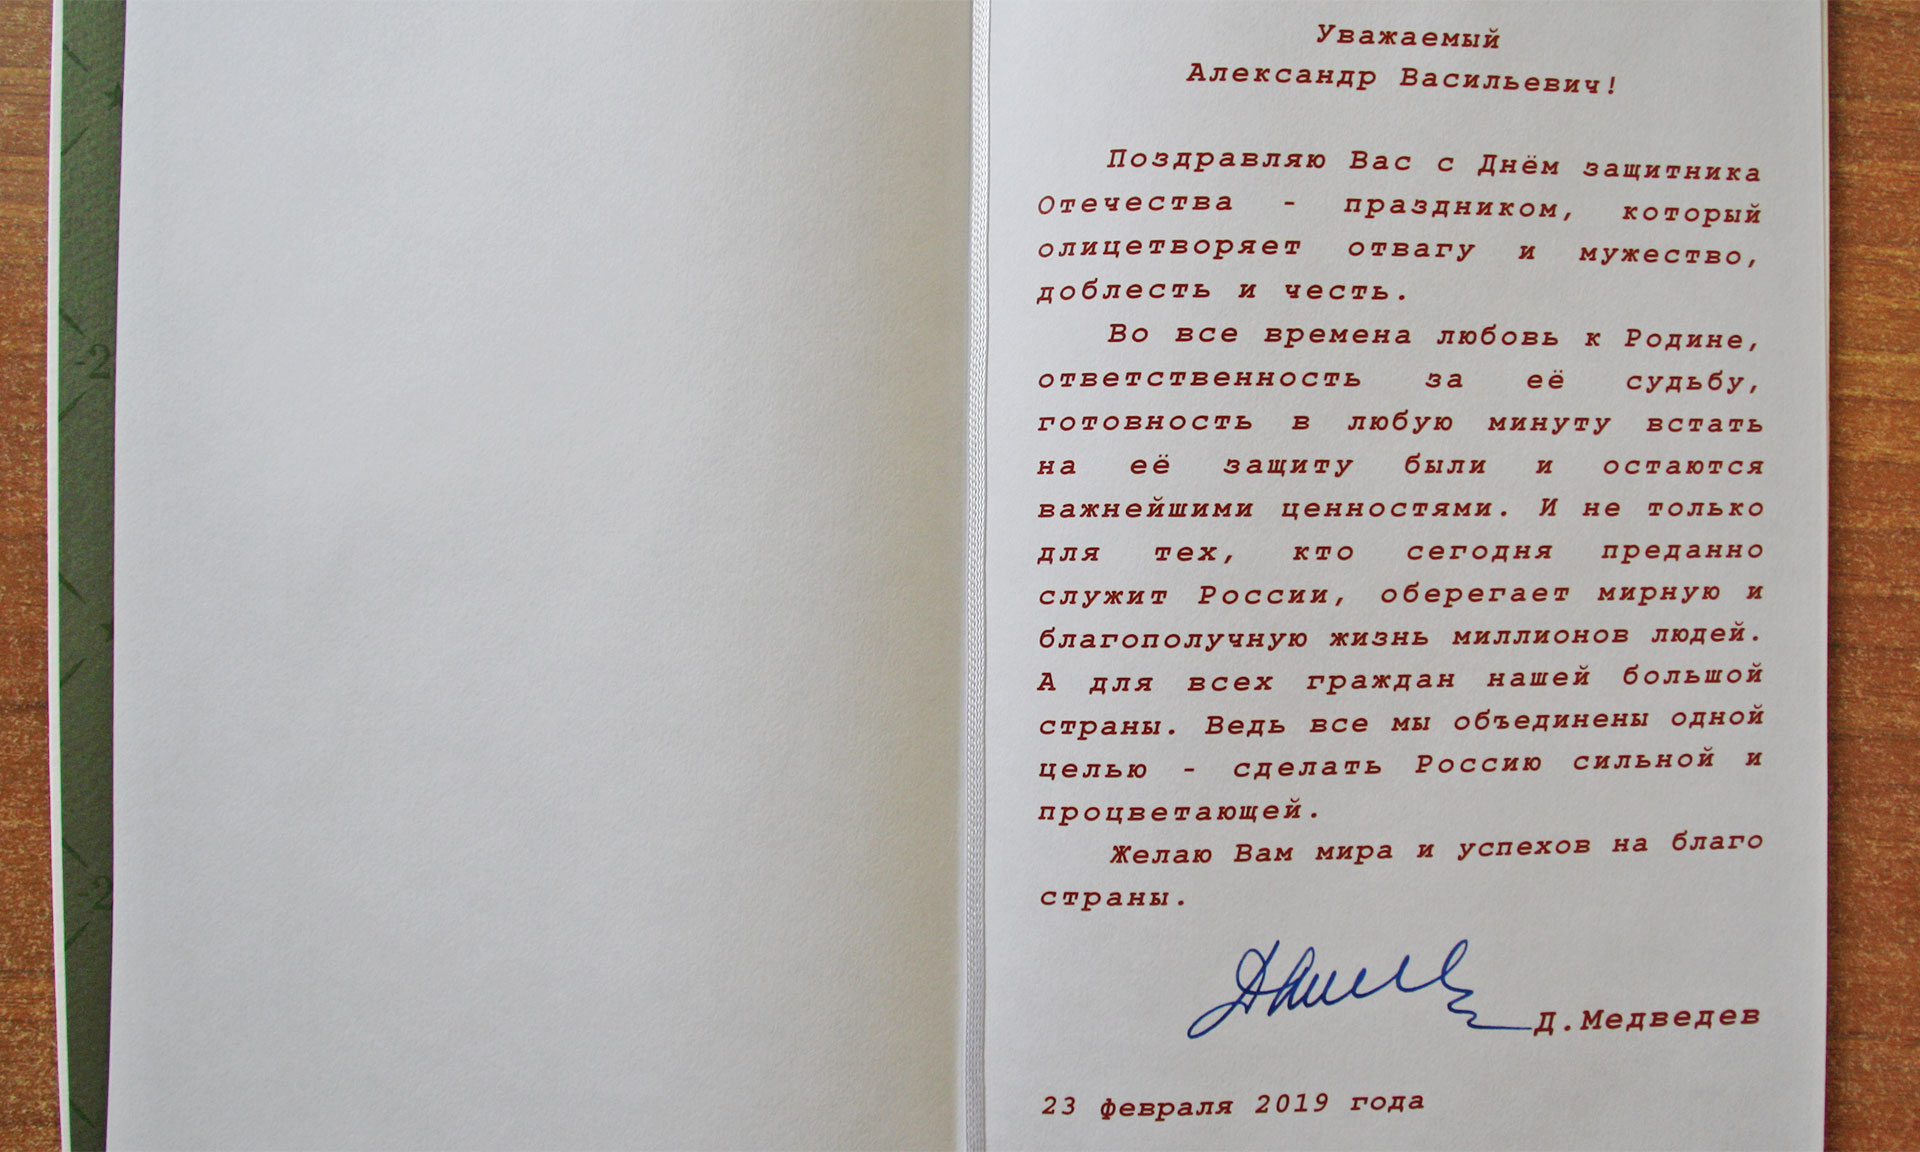 Уважаемый
Александр Васильевич!
Поздравляю Вас с Днём защитника
Отечества - праздником, который
олицетворяет отвагу и мужество,
доблесть и честь.
Во все времена любовь к Родине,
ответственность за её судьбу,
готовность в любую минуту встать
на её защиту были и остаются
важнейшими ценностями. И не только
для тех, кто сегодня преданно
служит России, оберегает мирную и
благополучную жизнь миллионов людей.
А для всех граждан нашей большой
страны. Ведь все мы объединены одной
целью - сделать Россию сильной и
процветающей.
Желаю Вам мира и успехов на благо
страны.
Д.Медведев
23 февраля 2019 года
-2
-2